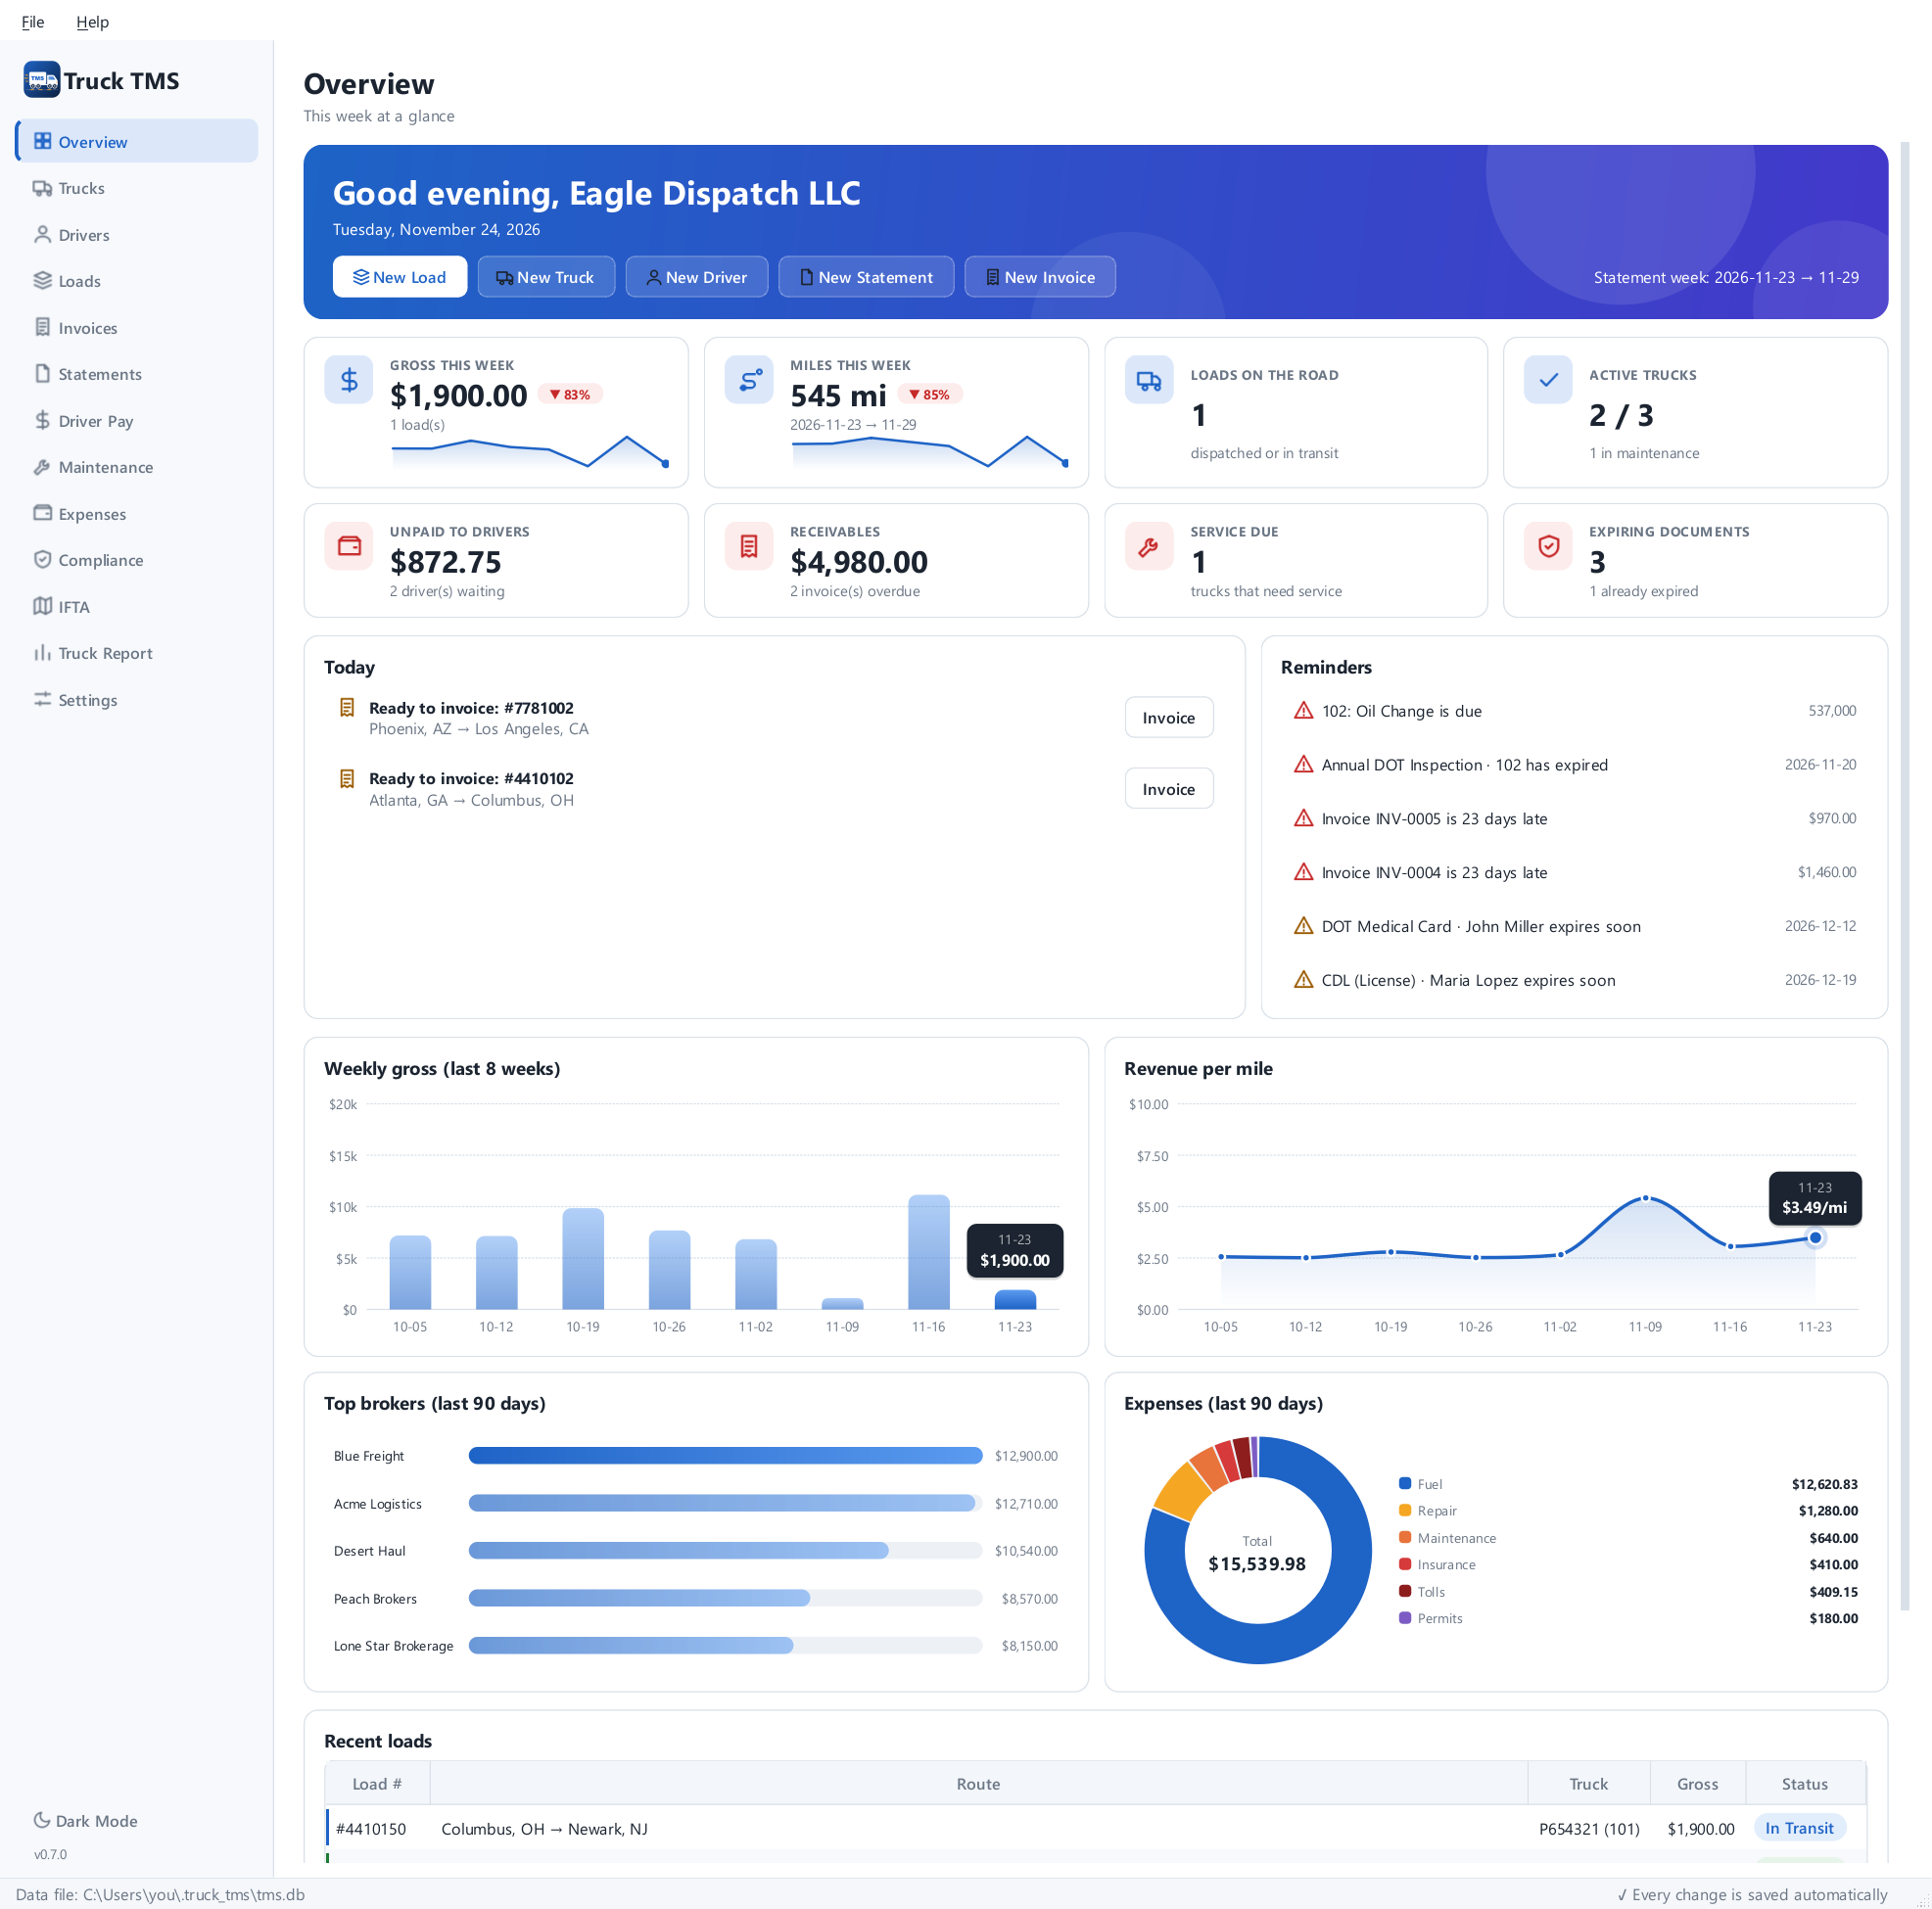 File Help
TMS
Truck TMS
Overview
Trucks
Drivers
Loads
Invoices
Statements
Driver Pay
Maintenance
Expenses
Compliance
IFTA
Truck Report
Settings
Dark Mode
v0.7.0
Overview
This week at a glance
Good evening, Eagle Dispatch LLC
Tuesday, November 24, 2026
New Load New Truck New Driver New Statement New Invoice
Statement week: 2026-11-23 → 11-29
GROSS THIS WEEK
$1,900.00 ▼ 83%
1 load(s)
MILES THIS WEEK
545 mi ▼ 85%
2026-11-23 → 11-29
LOADS ON THE ROAD
1
dispatched or in transit
ACTIVE TRUCKS
2 / 3
1 in maintenance
UNPAID TO DRIVERS
$872.75
2 driver(s) waiting
RECEIVABLES
$4,980.00
2 invoice(s) overdue
SERVICE DUE
1
trucks that need service
EXPIRING DOCUMENTS
3
1 already expired
Today
Ready to invoice: #7781002
Phoenix, AZ → Los Angeles, CA
Invoice
Ready to invoice: #4410102
Atlanta, GA → Columbus, OH
Invoice
Reminders
102: Oil Change is due 537,000
Annual DOT Inspection · 102 has expired 2026-11-20
Invoice INV-0005 is 23 days late $970.00
Invoice INV-0004 is 23 days late $1,460.00
DOT Medical Card · John Miller expires soon 2026-12-12
CDL (License) · Maria Lopez expires soon 2026-12-19
Weekly gross (last 8 weeks)
$20k
$15k
$10k
$5k
$0
11-23
$1,900.00
10-05 10-12 10-19 10-26 11-02 11-09 11-16 11-23
Revenue per mile
$10.00
$7.50
$5.00
$2.50
$0.00
11-23
$3.49/mi
10-05 10-12 10-19 10-26 11-02 11-09 11-16 11-23
Top brokers (last 90 days)
Blue Freight $12,900.00
Acme Logistics $12,710.00
Desert Haul $10,540.00
Peach Brokers $8,570.00
Lone Star Brokerage $8,150.00
Expenses (last 90 days)
Total
$15,539.98
Fuel $12,620.83
Repair $1,280.00
Maintenance $640.00
Insurance $410.00
Tolls $409.15
Permits $180.00
Recent loads
Load # Route Truck Gross Status
#4410150 Columbus, OH → Newark, NJ P654321 (101) $1,900.00 In Transit
Data file: C:\Users\you\.truck_tms\tms.db
✓ Every change is saved automatically